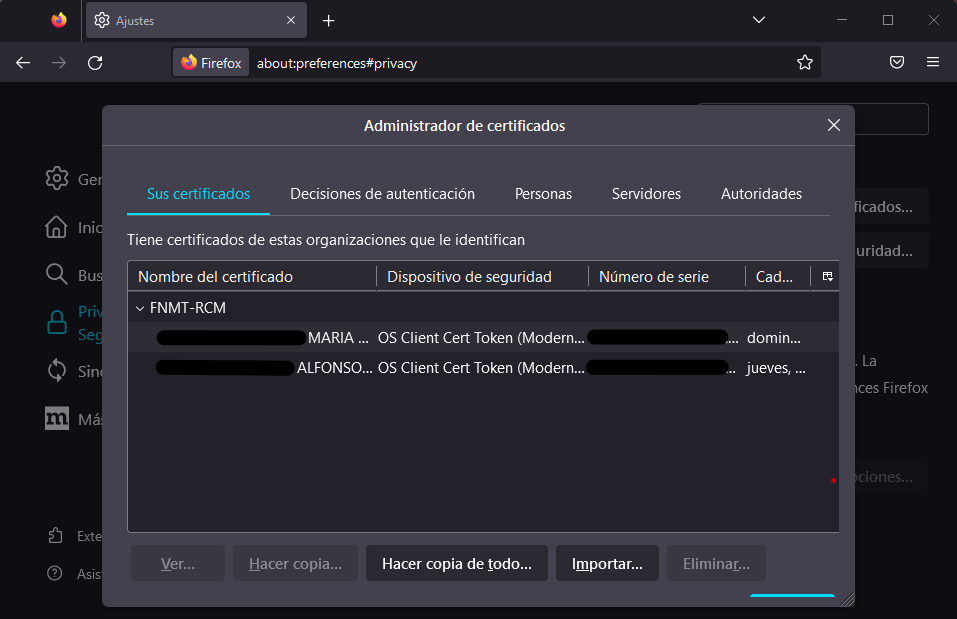 Ajustes
Firefox about:preferences#privacy
Administrador de certificados
Sus certificados Decisiones de autenticación Personas Servidores Autoridades
Tiene certificados de estas organizaciones que le identifican
Nombre del certificado Dispositivo de seguridad Número de serie Cad...
FNMT-RCM
MARIA ... OS Client Cert Token (Modern... ... domin...
ALFONSO... OS Client Cert Token (Modern... ... jueves, ...
Ver... Hacer copia... Hacer copia de todo... Importar... Eliminar...
Ger
Inic
Bus
Priv
Seg
Sinc
Más
Exte
Asis
ficados...
uridad...
. La
nces Firefox
ociones...